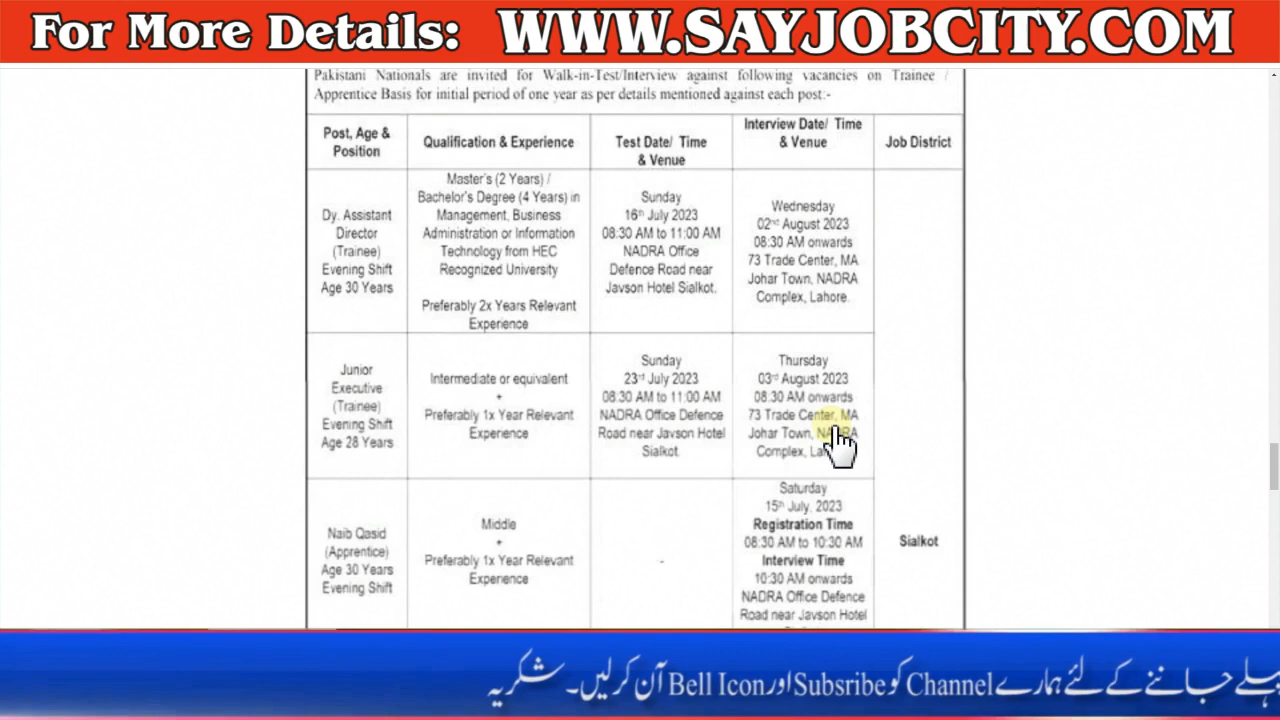 For More Details: WWW.SAYJOBCITY.COM
Pakistani Nationals are invited for Walk-in-Test/Interview against following vacancies on Trainee /
Apprentice Basis for initial period of one year as per details mentioned against each post:-
Post, Age &
Position
Qualification & Experience
Test Date/ Time
& Venue
Interview Date/ Time
& Venue
Job District
Dy. Assistant
Director
(Trainee)
Evening Shift
Age 30 Years
Master's (2 Years) /
Bachelor's Degree (4 Years) in
Management, Business
Administration or Information
Technology from HEC
Recognized University
Preferably 2x Years Relevant
Experience
Sunday
16th July 2023
08:30 AM to 11:00 AM
NADRA Office
Defence Road near
Javson Hotel Sialkot.
Wednesday
02nd August 2023
08:30 AM onwards
73 Trade Center, MA
Johar Town, NADRA
Complex, Lahore.
Junior
Executive
(Trainee)
Evening Shift
Age 28 Years
Intermediate or equivalent
+
Preferably 1x Year Relevant
Experience
Sunday
23rd July 2023
08:30 AM to 11:00 AM
NADRA Office Defence
Road near Javson Hotel
Sialkot
Thursday
03rd August 2023
08:30 AM onwards
73 Trade Center, MA
Johar Town, NADRA
Complex,
Naib Qasid
(Apprentice)
Age 30 Years
Evening Shift
Middle
+
Preferably 1x Year Relevant
Experience
-
Saturday
15th July, 2023
Registration Time
08:30 AM to 10:30 AM
Interview Time
10:30 AM onwards
NADRA Office Defence
Road near Javson Hotel
Sialkot
جاننے کے لئے ہمارے Channel کو Subsribe اور Bell Icon آن کرلیں۔ شکریہ